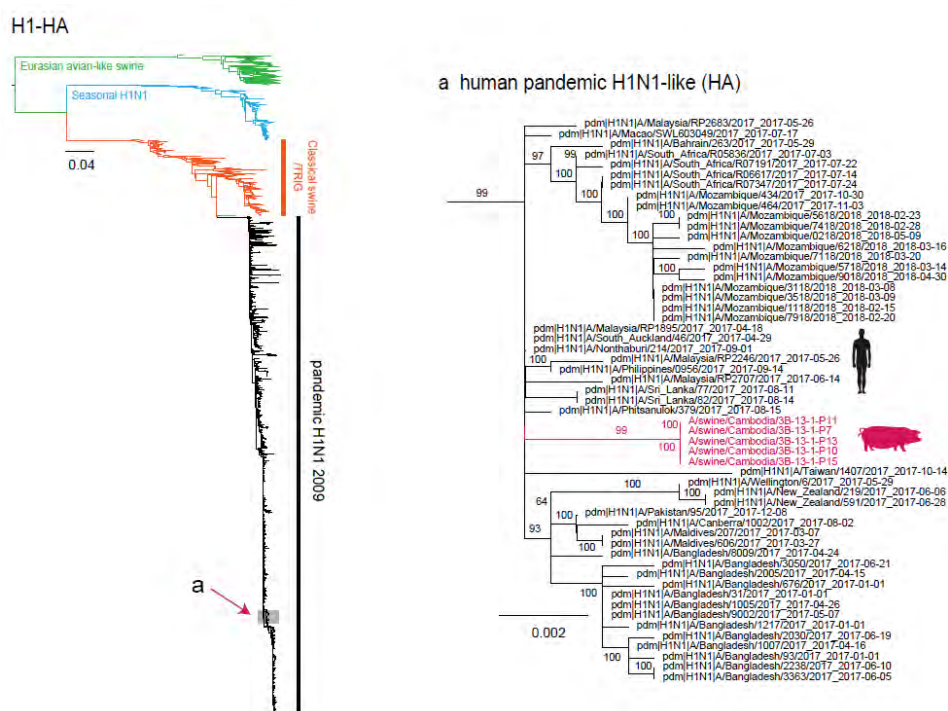 H1-HA
Eurasian avian-like swine
Seasonal H1N1
0.04
Classical swine
/TRIG
pandemic H1N1 2009
a
a human pandemic H1N1-like (HA)
pdm|H1N1|A/Malaysia/RP2683/2017_2017-05-26
pdm|H1N1|A/Macao/SWL603049/2017_2017-07-17
pdm|H1N1|A/Bahrain/263/2017_2017-05-29
97
99
pdm|H1N1|A/South_Africa/R05836/2017_2017-07-03
pdm|H1N1|A/South_Africa/R07191/2017_2017-07-22
100
pdm|H1N1|A/South_Africa/R06617/2017_2017-07-14
99
100
pdm|H1N1|A/South_Africa/R07347/2017_2017-07-24
pdm|H1N1|A/Mozambique/434/2017_2017-10-30
pdm|H1N1|A/Mozambique/464/2017_2017-11-03
100
100
pdm|H1N1|A/Mozambique/5618/2018_2018-02-23
pdm|H1N1|A/Mozambique/7418/2018_2018-02-28
100
pdm|H1N1|A/Mozambique/0218/2018_2018-05-09
pdm|H1N1|A/Mozambique/6218/2018_2018-03-16
pdm|H1N1|A/Mozambique/7118/2018_2018-03-20
100
pdm|H1N1|A/Mozambique/5718/2018_2018-03-14
pdm|H1N1|A/Mozambique/9018/2018_2018-04-30
pdm|H1N1|A/Mozambique/3118/2018_2018-03-08
pdm|H1N1|A/Mozambique/3518/2018_2018-03-09
pdm|H1N1|A/Mozambique/1118/2018_2018-02-15
pdm|H1N1|A/Mozambique/7918/2018_2018-02-20
pdm|H1N1|A/Malaysia/RP1895/2017_2017-04-18
pdm|H1N1|A/South_Auckland/46/2017_2017-04-29
pdm|H1N1|A/Nonthaburi/214/2017_2017-09-01
100
pdm|H1N1|A/Malaysia/RP2246/2017_2017-05-26
pdm|H1N1|A/Philippines/0956/2017_2017-09-14
pdm|H1N1|A/Malaysia/RP2707/2017_2017-06-14
100
pdm|H1N1|A/Sri_Lanka/77/2017_2017-08-11
pdm|H1N1|A/Sri_Lanka/82/2017_2017-08-14
pdm|H1N1|A/Phitsanulok/379/2017_2017-08-15
A/swine/Cambodia/3B-13-1-P11
100
A/swine/Cambodia/3B-13-1-P7
99
A/swine/Cambodia/3B-13-1-P13
100
A/swine/Cambodia/3B-13-1-P10
A/swine/Cambodia/3B-13-1-P15
pdm|H1N1|A/Taiwan/1407/2017_2017-10-14
100
pdm|H1N1|A/Wellington/6/2017_2017-05-29
64
100
pdm|H1N1|A/New_Zealand/219/2017_2017-06-06
pdm|H1N1|A/New_Zealand/591/2017_2017-06-28
93
100
pdm|H1N1|A/Pakistan/95/2017_2017-12-08
pdm|H1N1|A/Canberra/1002/2017_2017-08-02
pdm|H1N1|A/Maldives/207/2017_2017-03-07
100
pdm|H1N1|A/Maldives/606/2017_2017-03-27
pdm|H1N1|A/Bangladesh/8009/2017_2017-04-24
pdm|H1N1|A/Bangladesh/3050/2017_2017-06-21
pdm|H1N1|A/Bangladesh/2005/2017_2017-04-15
pdm|H1N1|A/Bangladesh/676/2017_2017-01-01
pdm|H1N1|A/Bangladesh/31/2017_2017-01-01
pdm|H1N1|A/Bangladesh/1005/2017_2017-04-26
100
pdm|H1N1|A/Bangladesh/9002/2017_2017-05-07
pdm|H1N1|A/Bangladesh/1217/2017_2017-01-01
0.002
pdm|H1N1|A/Bangladesh/2030/2017_2017-06-19
100
pdm|H1N1|A/Bangladesh/1007/2017_2017-04-16
100
pdm|H1N1|A/Bangladesh/93/2017_2017-01-01
100
pdm|H1N1|A/Bangladesh/2238/2017_2017-06-10
pdm|H1N1|A/Bangladesh/3363/2017_2017-06-05